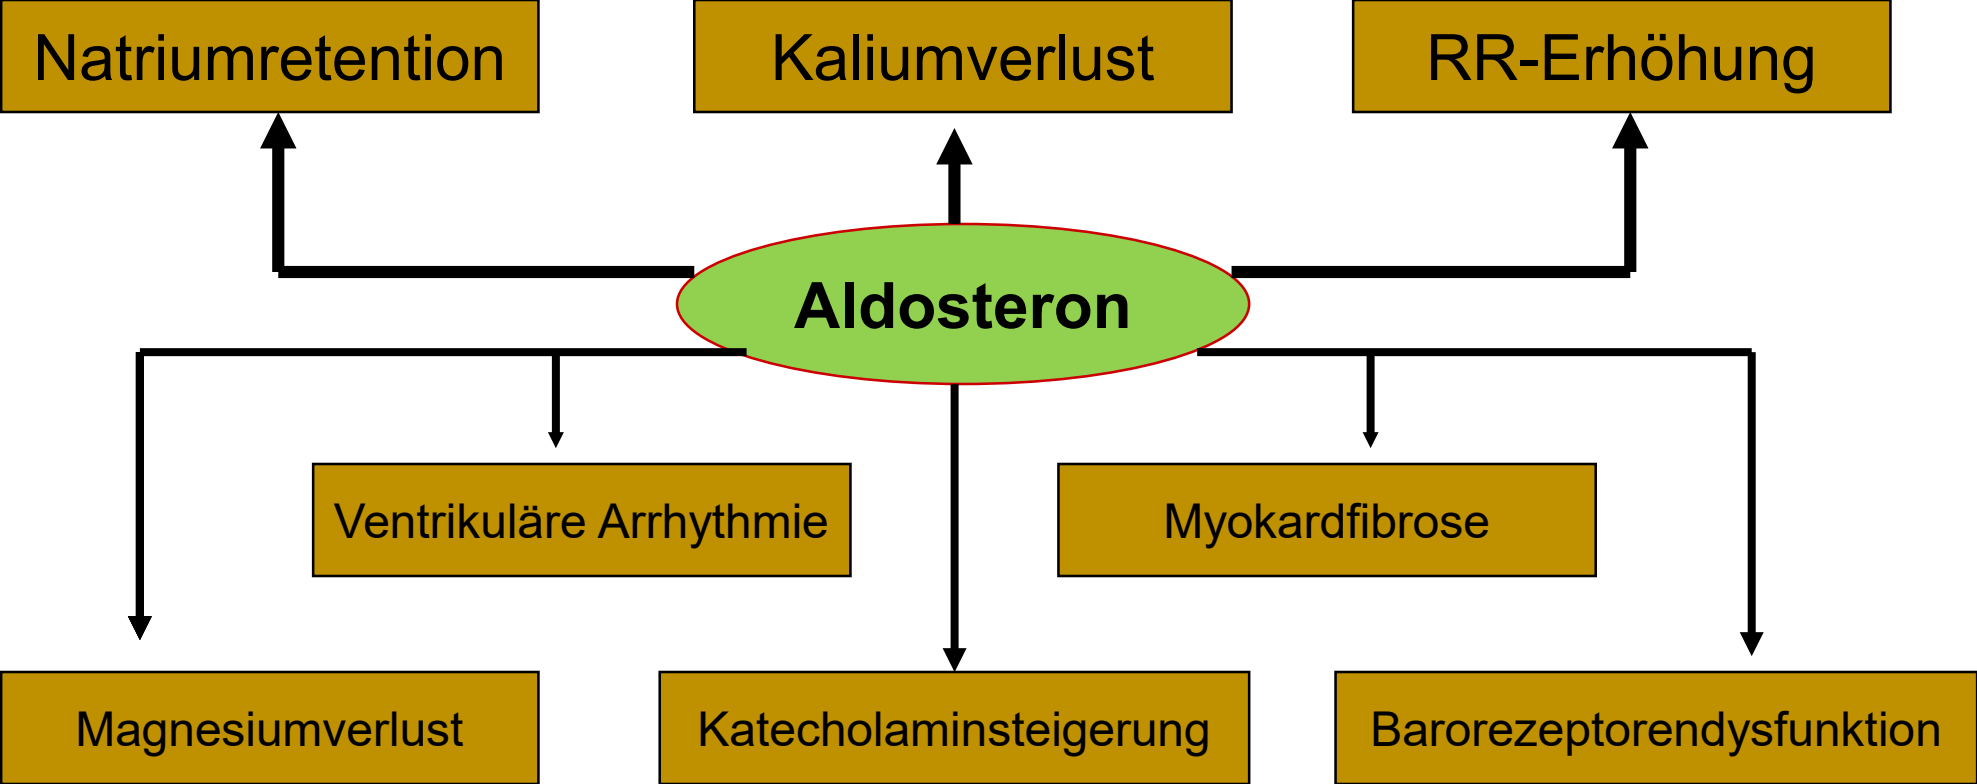 Natriumretention
Kaliumverlust
RR-Erhöhung
Aldosteron
Ventrikuläre Arrhythmie
Myokardfibrose
Magnesiumverlust
Katecholaminsteigerung
Barorezeptorendysfunktion